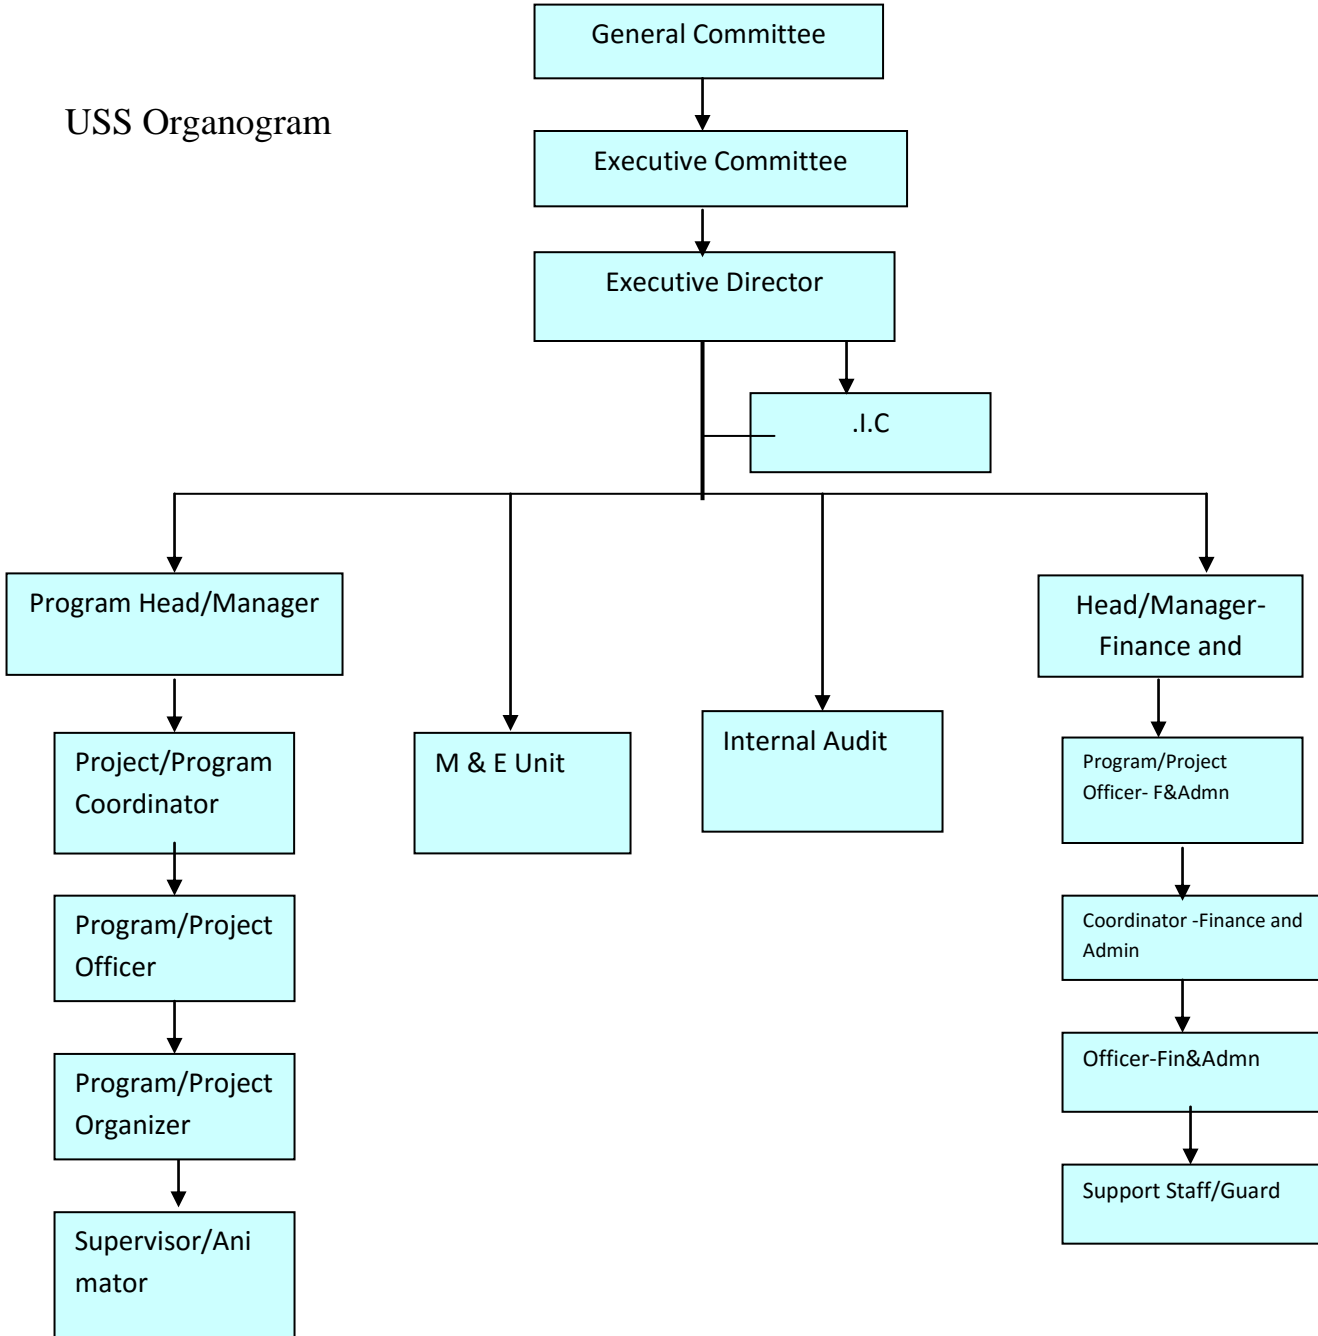 General Committee
USS Organogram
Executive Committee
Executive Director
.I.C
Program Head/Manager
Head/Manager-
Finance and
Project/Program
Coordinator
M & E Unit
Internal Audit
Program/Project
Officer- F&Admn
Program/Project
Officer
Coordinator -Finance and
Admin
Program/Project
Organizer
Officer-Fin&Admn
Supervisor/Ani
mator
Support Staff/Guard